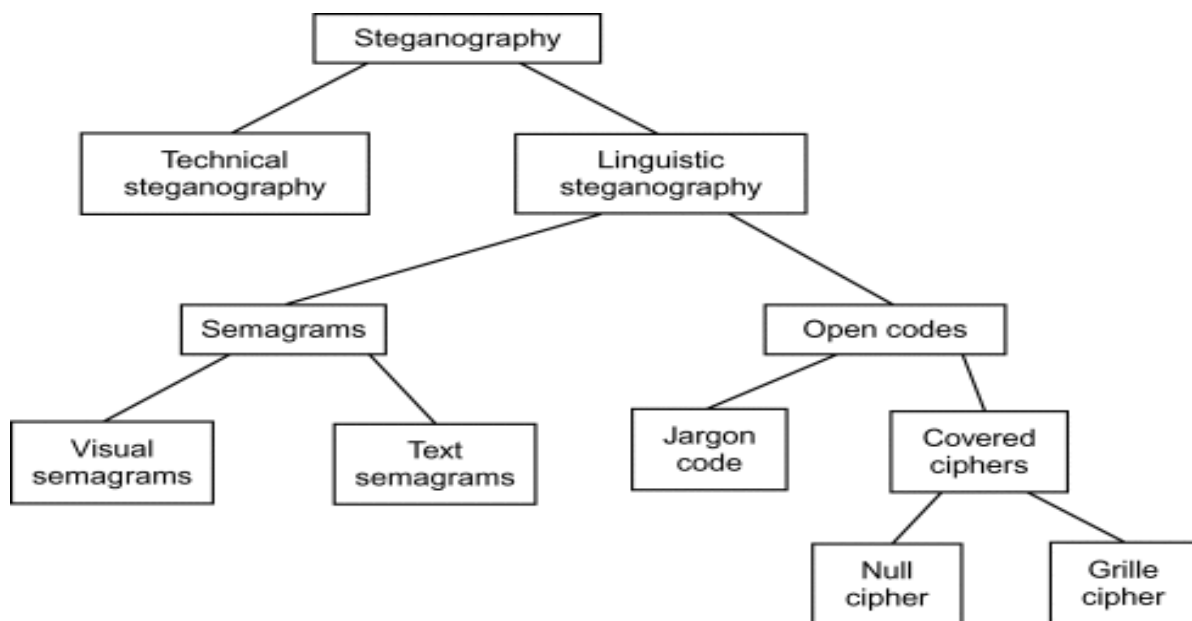 Steganography
Technical
steganography
Linguistic
steganography
Semagrams
Open codes
Visual
semagrams
Text
semagrams
Jargon
code
Covered
ciphers
Null
cipher
Grille
cipher